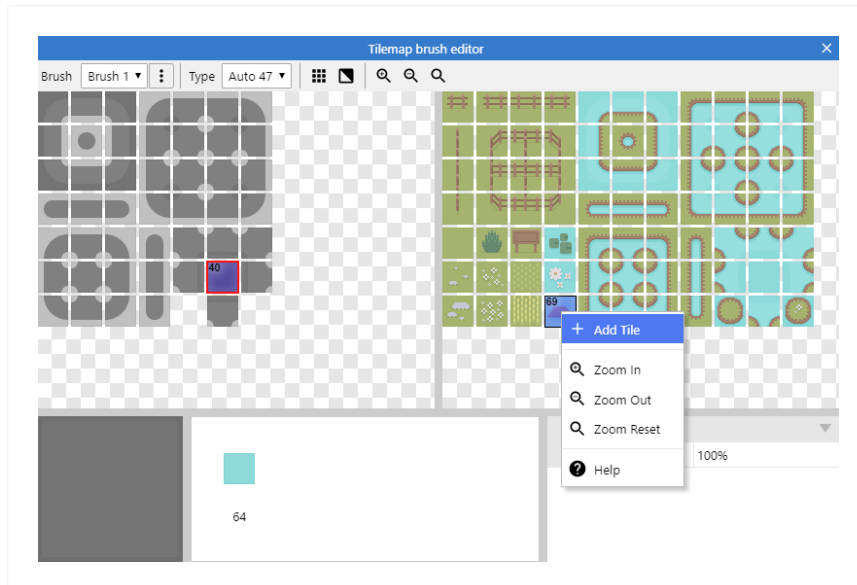 Tilemap brush editor
Brush Brush 1 Type Auto 47
40
69
Add Tile
Zoom In
Zoom Out
Zoom Reset
Help
100%
64